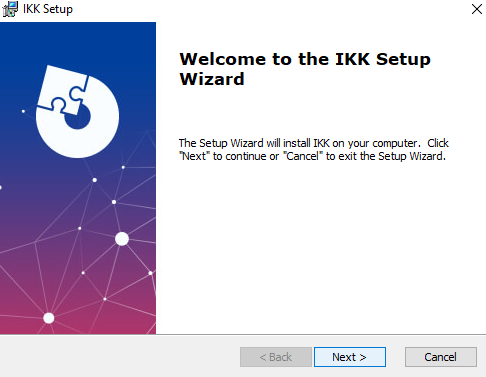 IKK Setup
Welcome to the IKK Setup
Wizard
The Setup Wizard will install IKK on your computer. Click
"Next" to continue or "Cancel" to exit the Setup Wizard.
< Back
Next >
Cancel